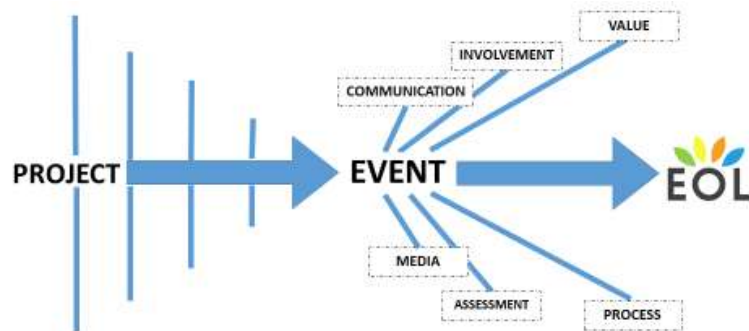 VALUE
INVOLVEMENT
COMMUNICATION
PROJECT
EVENT
EOL
MEDIA
ASSESSMENT
PROCESS